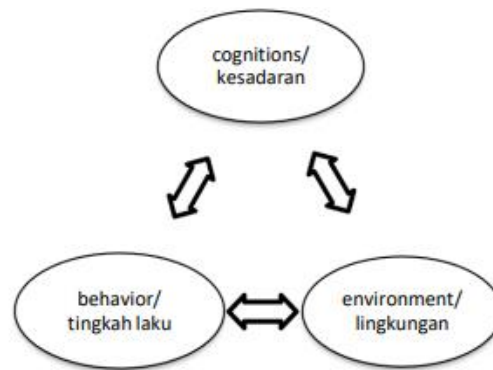 cognitions/
kesadaran
behavior/
tingkah laku
environment/
lingkungan